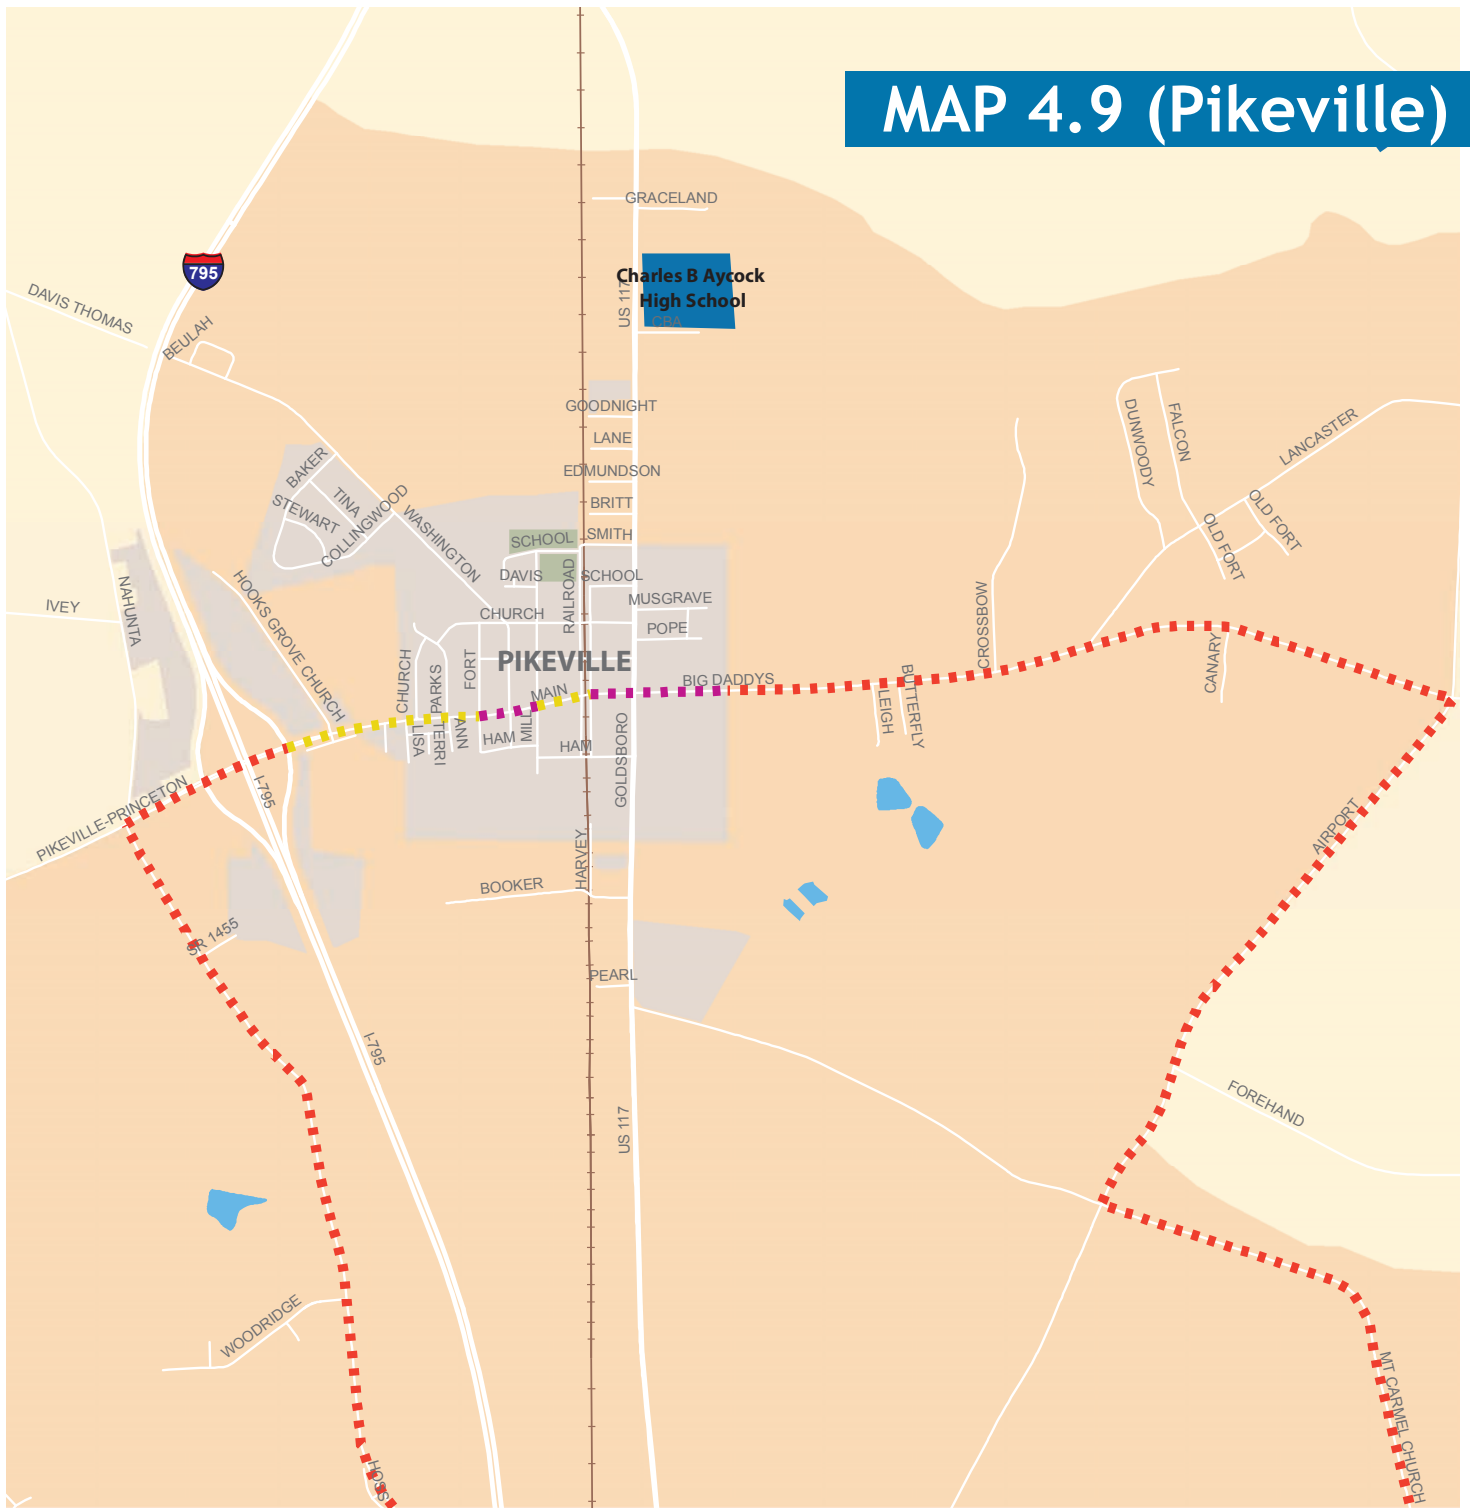 MAP 4.9 (Pikeville)
GRACELAND
795
Charles B Aycock
High School
US 117
CBA
DAVIS THOMAS
BEULAH
GOODNIGHT
LANE
EDMUNDSON
BRITT
SMITH
DUNWOODY
FALCON
LANCASTER
OLD FORT
OLD FORT
BAKER
TINA
STEWART
COLLINGWOOD
WASHINGTON
SCHOOL
DAVIS
RAILROAD
SCHOOL
MUSGRAVE
CHURCH
POPE
NAHUNTA
IVEY
HOOKS GROVE CHURCH
CROSSBOW
CANARY
PIKEVILLE
CHURCH
PARKS
FORT
MAIN
BIG DADDYS
LEIGH
BUTTERFLY
LISA
TERRI
ANN
HAM
MILL
HAM
GOLDSBORO
I-795
PIKEVILLE-PRINCETON
AIRPORT
HARVEY
BOOKER
SR 1455
PEARL
I-795
US 117
FOREHAND
WOODRIDGE
MT CARMEL CHURCH
HOSS